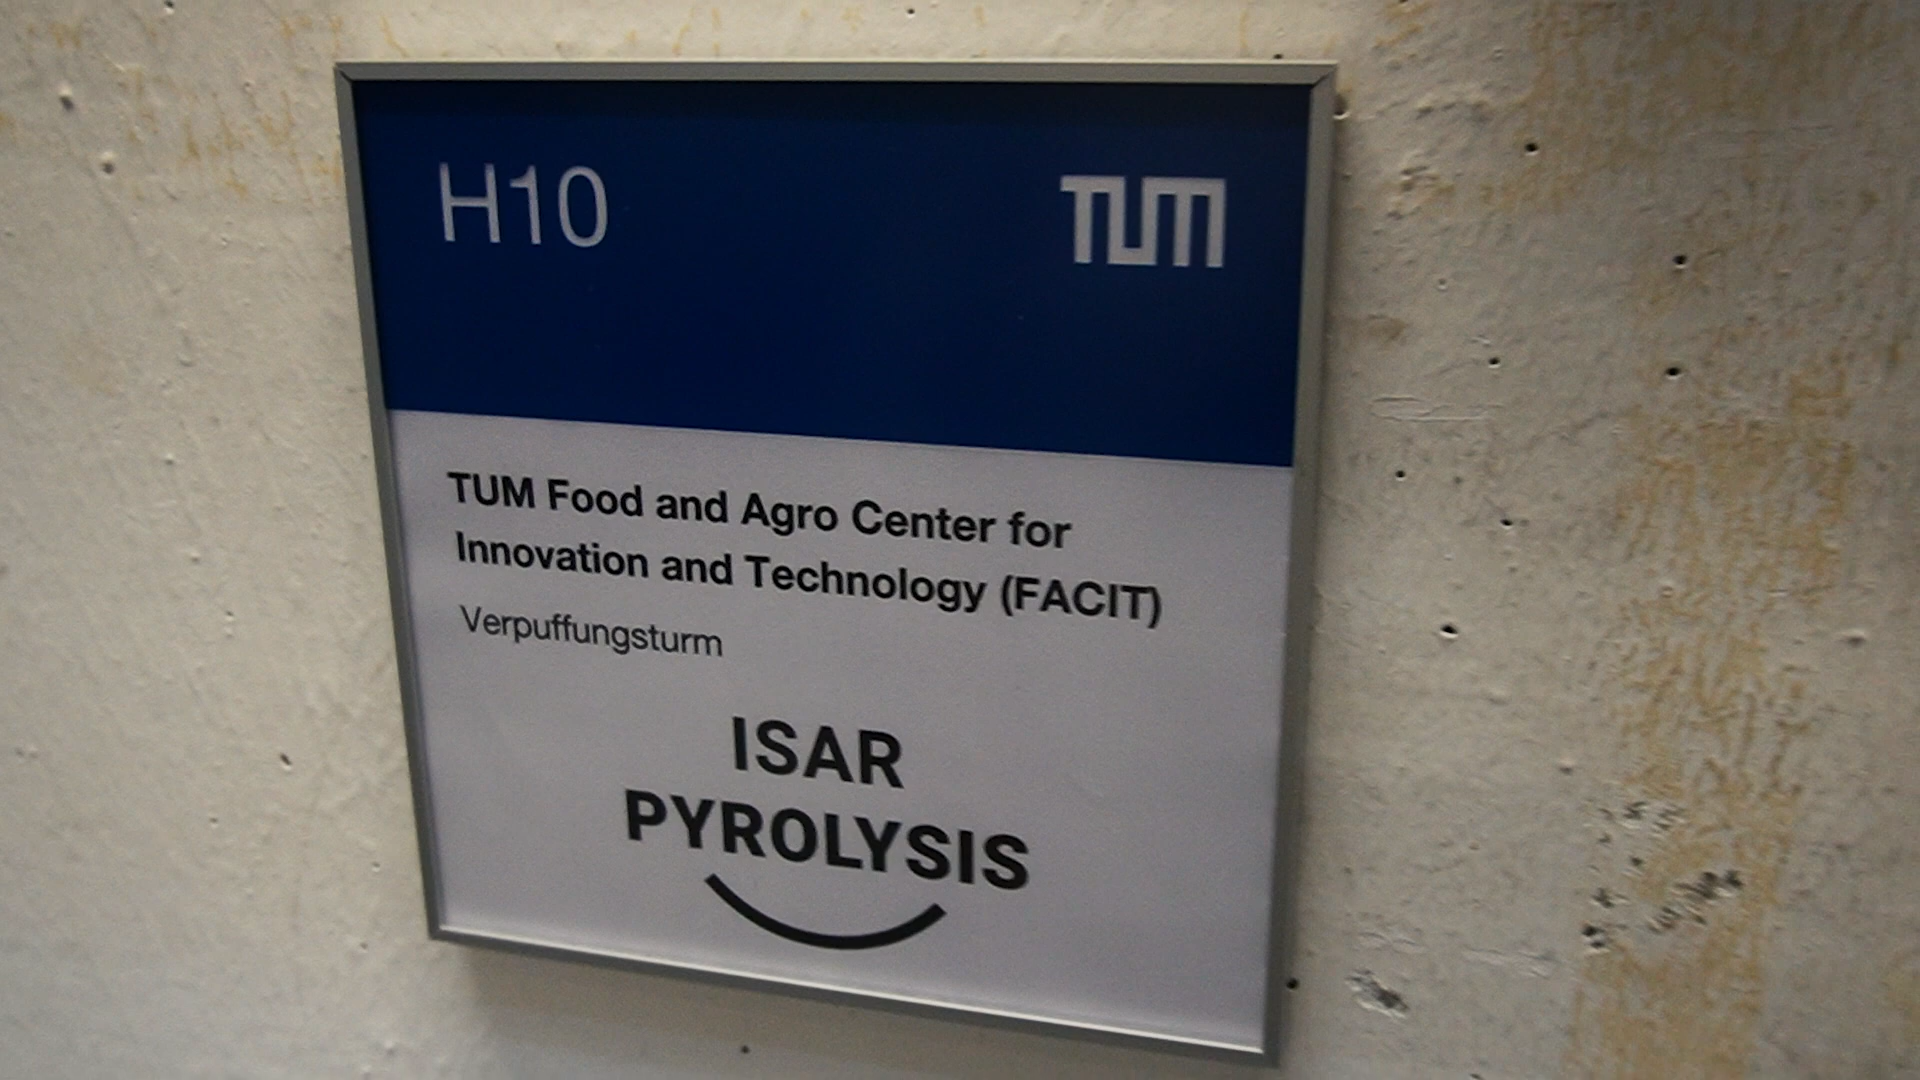 H10
TUM
TUM Food and Agro Center for
Innovation and Technology (FACIT)
Verpuffungsturm
ISAR
PYROLYSIS